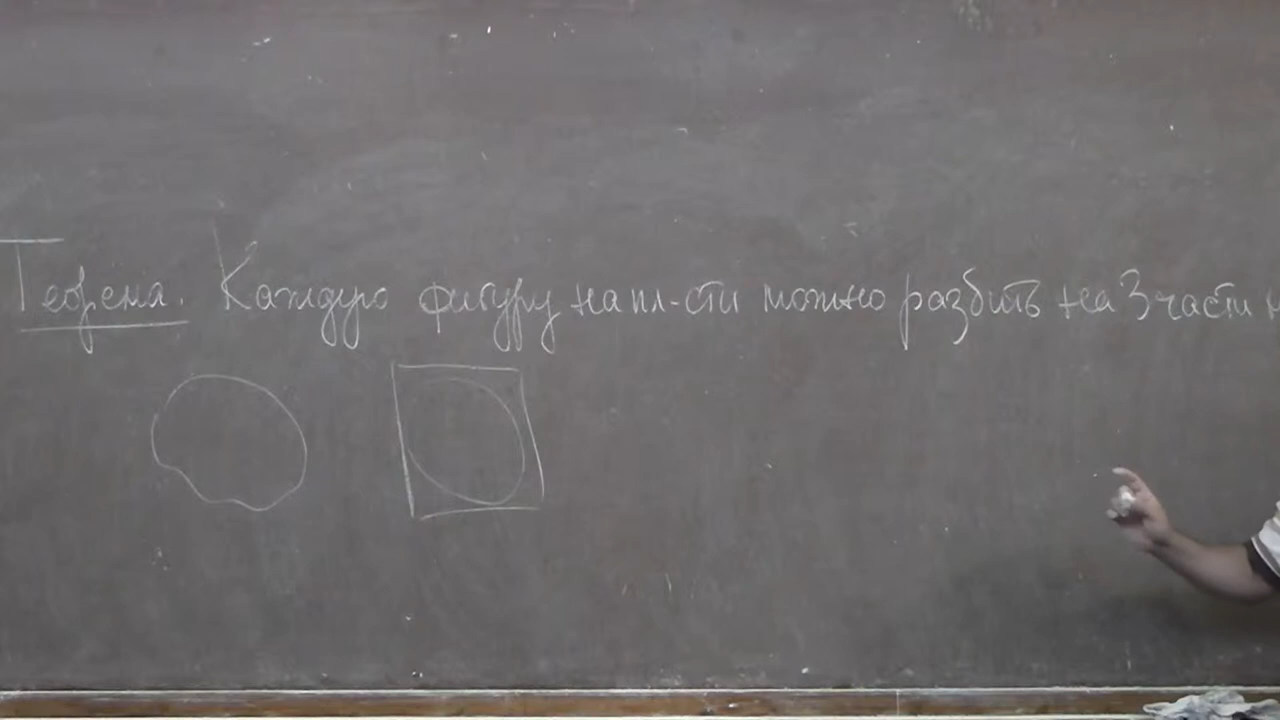 Теорема. Каждую фигуру на пл-сти можно разбить на 3 части